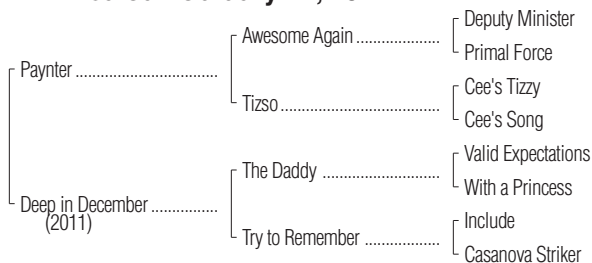 Deputy Minister
Awesome Again ....................
Primal Force
Paynter ..................................
Cee's Tizzy
Tizso ......................................
Cee's Song
Valid Expectations
The Daddy ............................
With a Princess
Deep in December ................
(2011)
Include
Try to Remember ..................
Casanova Striker